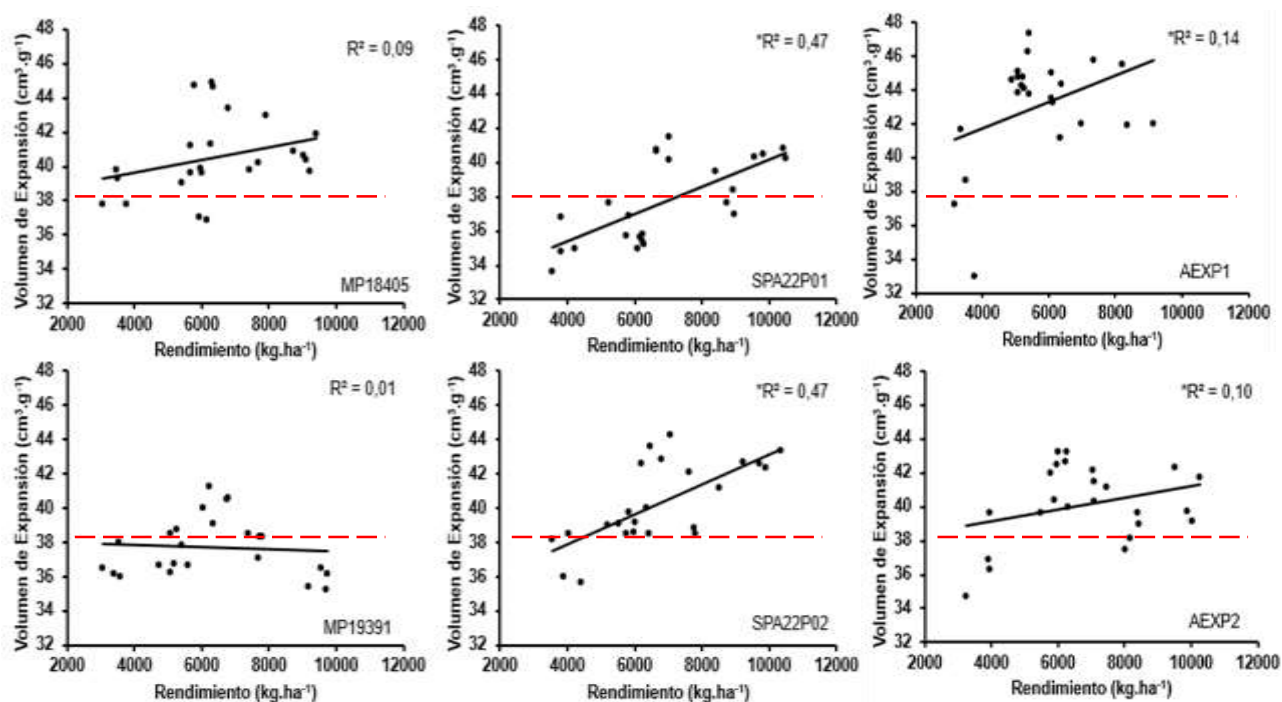 Volumen de Expansión (cm³.g⁻¹)
48
46
44
42
40
38
36
34
32
2000 4000 6000 8000 10000 12000
Rendimiento (kg.ha⁻¹)
R² = 0,09
MP18405
Volumen de Expansión (cm³.g⁻¹)
48
46
44
42
40
38
36
34
32
2000 4000 6000 8000 10000 12000
Rendimiento (kg.ha⁻¹)
*R² = 0,47
SPA22P01
Volumen de Expansión (cm³.g⁻¹)
48
46
44
42
40
38
36
34
32
2000 4000 6000 8000 10000 12000
Rendimiento (kg.ha⁻¹)
*R² = 0,14
AEXP1
Volumen de Expansión (cm³.g⁻¹)
48
46
44
42
40
38
36
34
32
2000 4000 6000 8000 10000 12000
Rendimiento (kg.ha⁻¹)
R² = 0,01
MP19391
Volumen de Expansión (cm³.g⁻¹)
48
46
44
42
40
38
36
34
32
2000 4000 6000 8000 10000 12000
Rendimiento (kg.ha⁻¹)
*R² = 0,47
SPA22P02
Volumen de Expansión (cm³.g⁻¹)
48
46
44
42
40
38
36
34
32
2000 4000 6000 8000 10000 12000
Rendimiento (kg.ha⁻¹)
*R² = 0,10
AEXP2